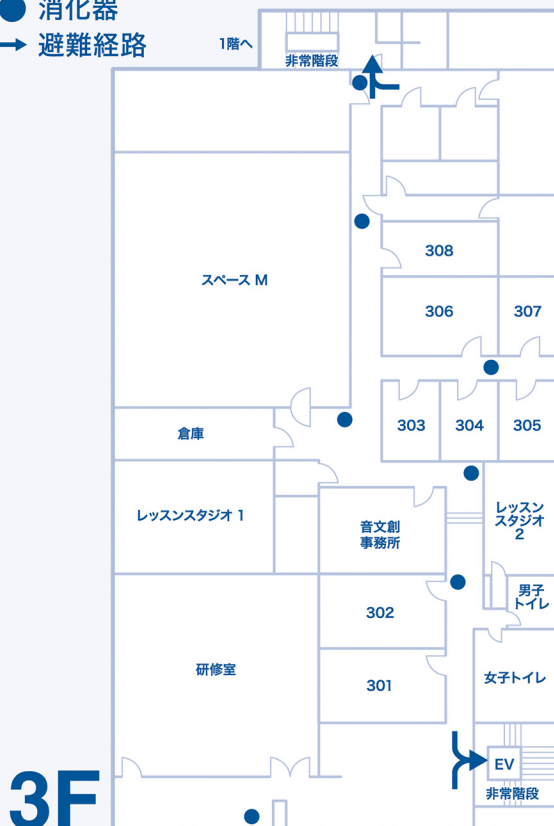 消化器
避難経路
1階へ
非常階段
308
スペース M
306
307
303
304
305
倉庫
レッスンスタジオ 1
レッスン
スタジオ
2
音文創
事務所
男子
トイレ
302
研修室
女子トイレ
301
EV
非常階段
3F